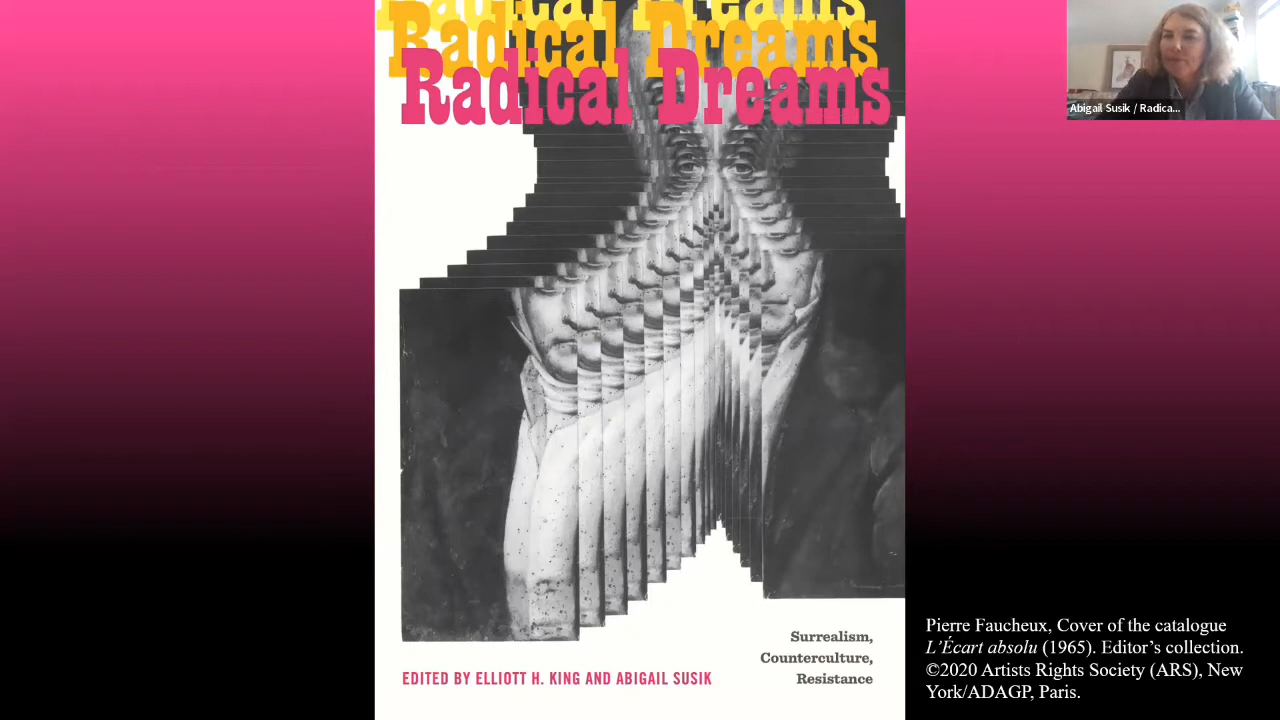 Radical Dreams
Radical Dreams
Radical Dreams
Abigail Susik / Radica...
Surrealism,
Counterculture,
Resistance
EDITED BY ELLIOTT H. KING AND ABIGAIL SUSIK
Pierre Faucheux, Cover of the catalogue
L’Écart absolu (1965). Editor’s collection.
©2020 Artists Rights Society (ARS), New
York/ADAGP, Paris.